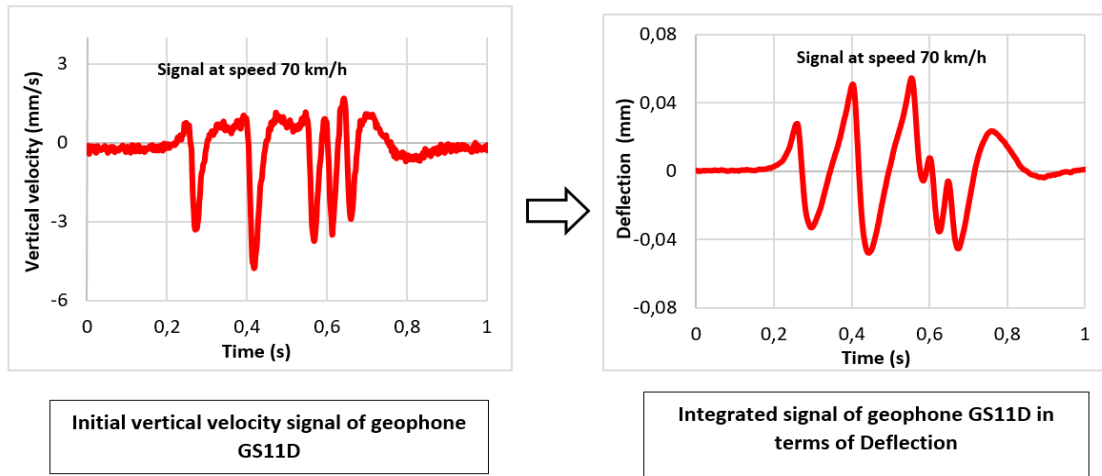 Signal at speed 70 km/h
Vertical velocity (mm/s)
3
0
-3
-6
0
0,2
0,4
0,6
0,8
1
Time (s)
Initial vertical velocity signal of geophone
GS11D
Signal at speed 70 km/h
Deflection (mm)
0,08
0,04
0
-0,04
-0,08
0
0,2
0,4
0,6
0,8
1
Time (s)
Integrated signal of geophone GS11D in
terms of Deflection